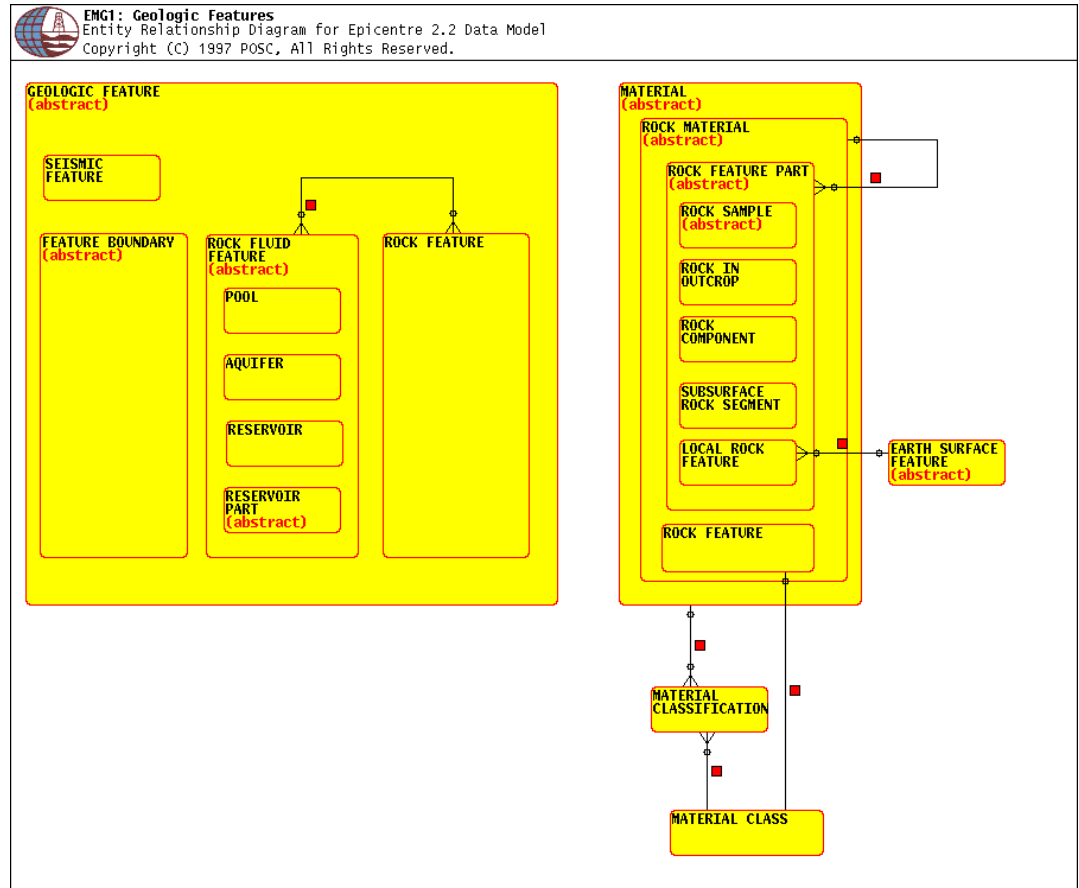 EMG1: Geologic Features
Entity Relationship Diagram for Epicentre 2.2 Data Model
Copyright (C) 1997 POSC, All Rights Reserved.
GEOLOGIC FEATURE
(abstract)
SEISMIC
FEATURE
FEATURE BOUNDARY
(abstract)
ROCK FLUID
FEATURE
(abstract)
POOL
AQUIFER
RESERVOIR
RESERVOIR
PART
(abstract)
ROCK FEATURE
MATERIAL
(abstract)
ROCK MATERIAL
(abstract)
ROCK FEATURE PART
(abstract)
ROCK SAMPLE
(abstract)
ROCK IN
OUTCROP
ROCK
COMPONENT
SUBSURFACE
ROCK SEGMENT
LOCAL ROCK
FEATURE
EARTH SURFACE
FEATURE
(abstract)
ROCK FEATURE
MATERIAL
CLASSIFICATION
MATERIAL CLASS